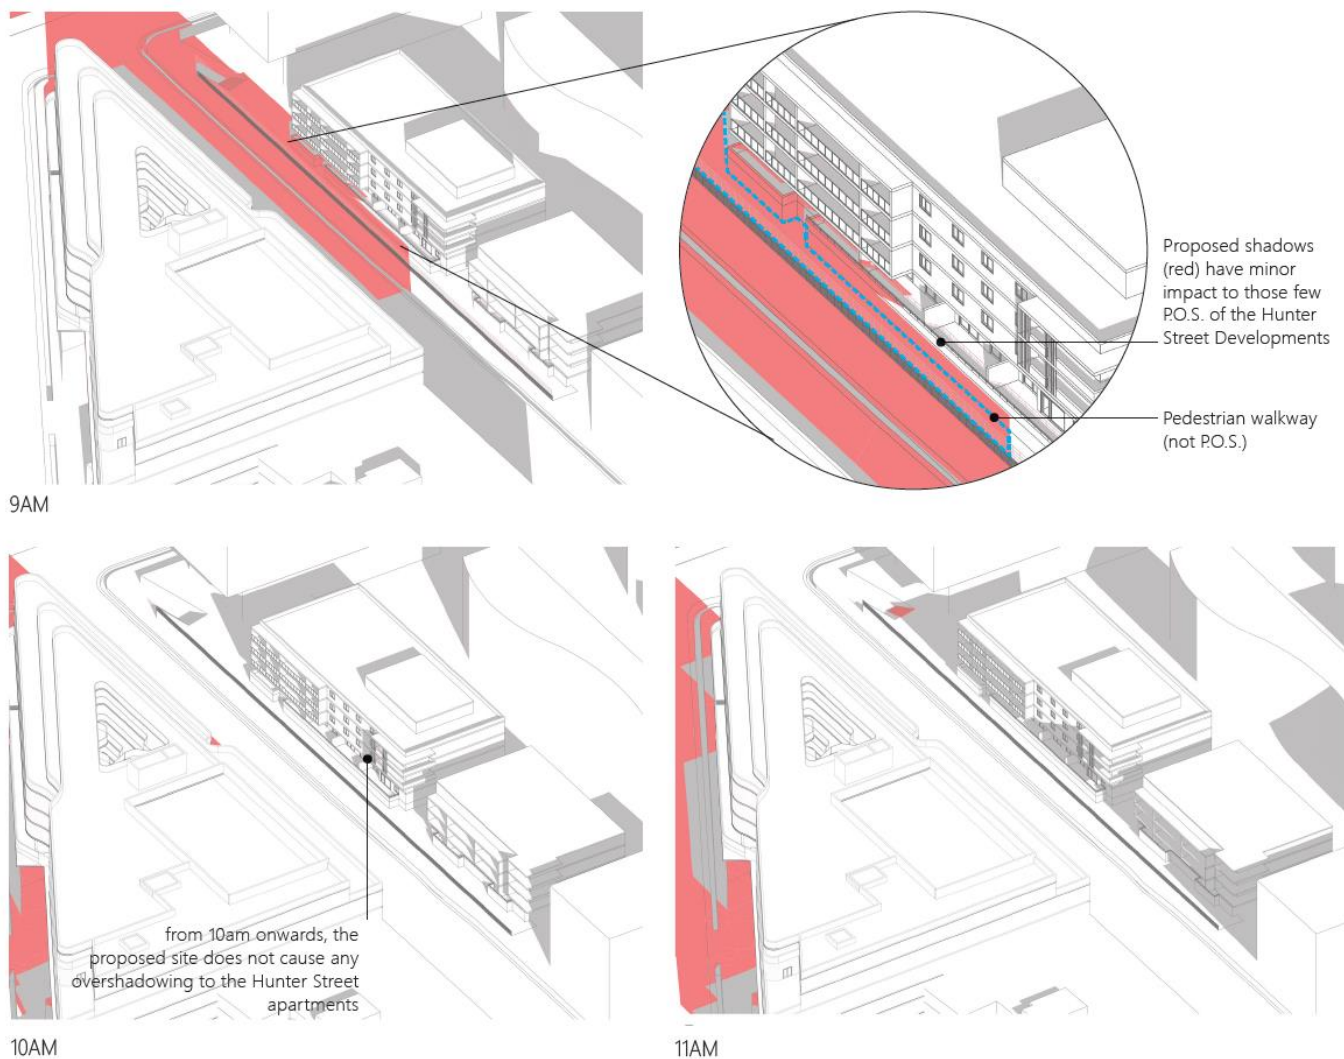 Proposed shadows
(red) have minor
impact to those few
P.O.S. of the Hunter
Street Developments
Pedestrian walkway
(not P.O.S.)
9AM
from 10am onwards, the
proposed site does not cause any
overshadowing to the Hunter Street
apartments
10AM
11AM